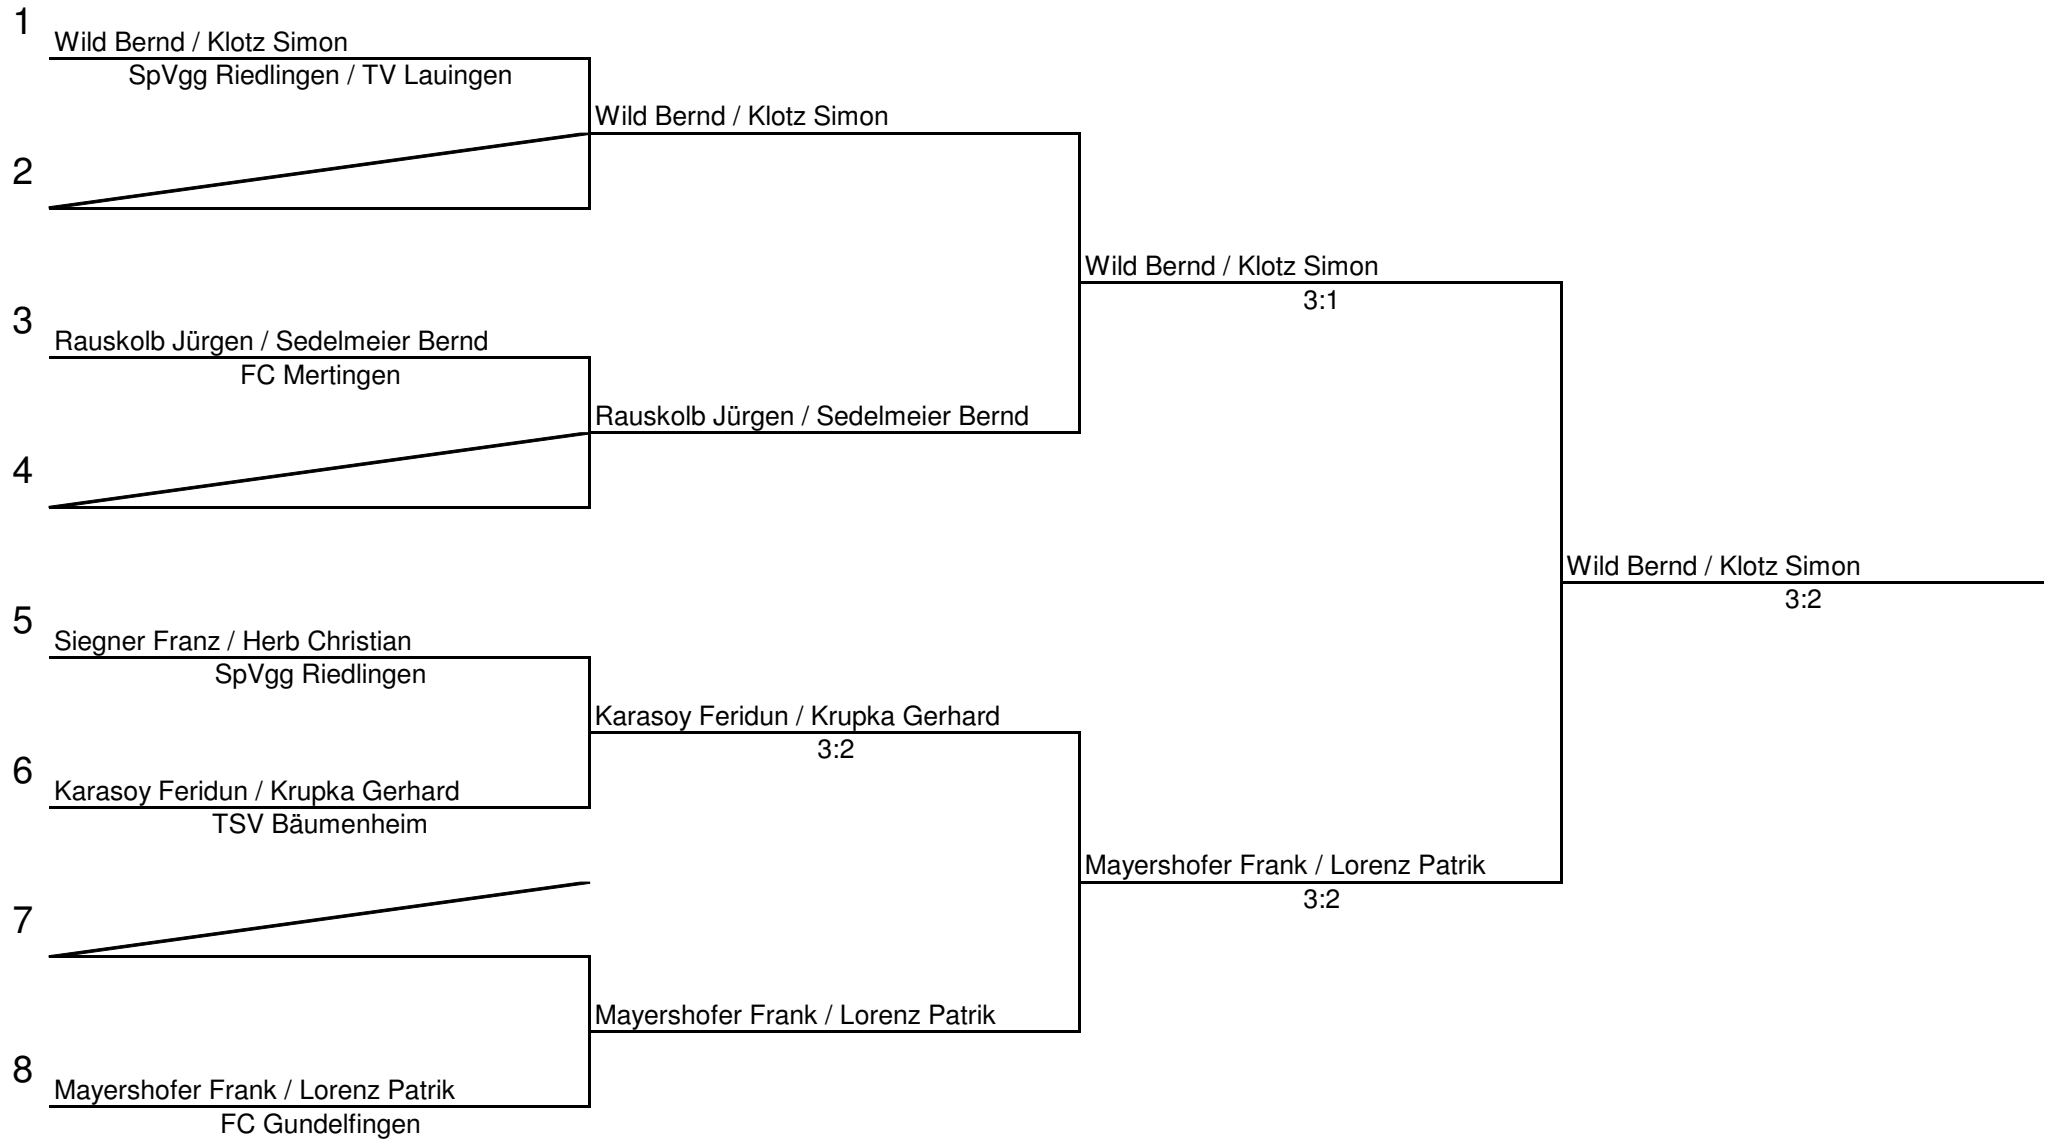 1
Wild Bernd / Klotz Simon
SpVgg Riedlingen / TV Lauingen
Wild Bernd / Klotz Simon
2
Wild Bernd / Klotz Simon
3:1
3
Rauskolb Jürgen / Sedelmeier Bernd
FC Mertingen
Rauskolb Jürgen / Sedelmeier Bernd
4
Wild Bernd / Klotz Simon
3:2
5
Siegner Franz / Herb Christian
SpVgg Riedlingen
Karasoy Feridun / Krupka Gerhard
3:2
6
Karasoy Feridun / Krupka Gerhard
TSV Bäumenheim
Mayershofer Frank / Lorenz Patrik
3:2
7
Mayershofer Frank / Lorenz Patrik
8
Mayershofer Frank / Lorenz Patrik
FC Gundelfingen